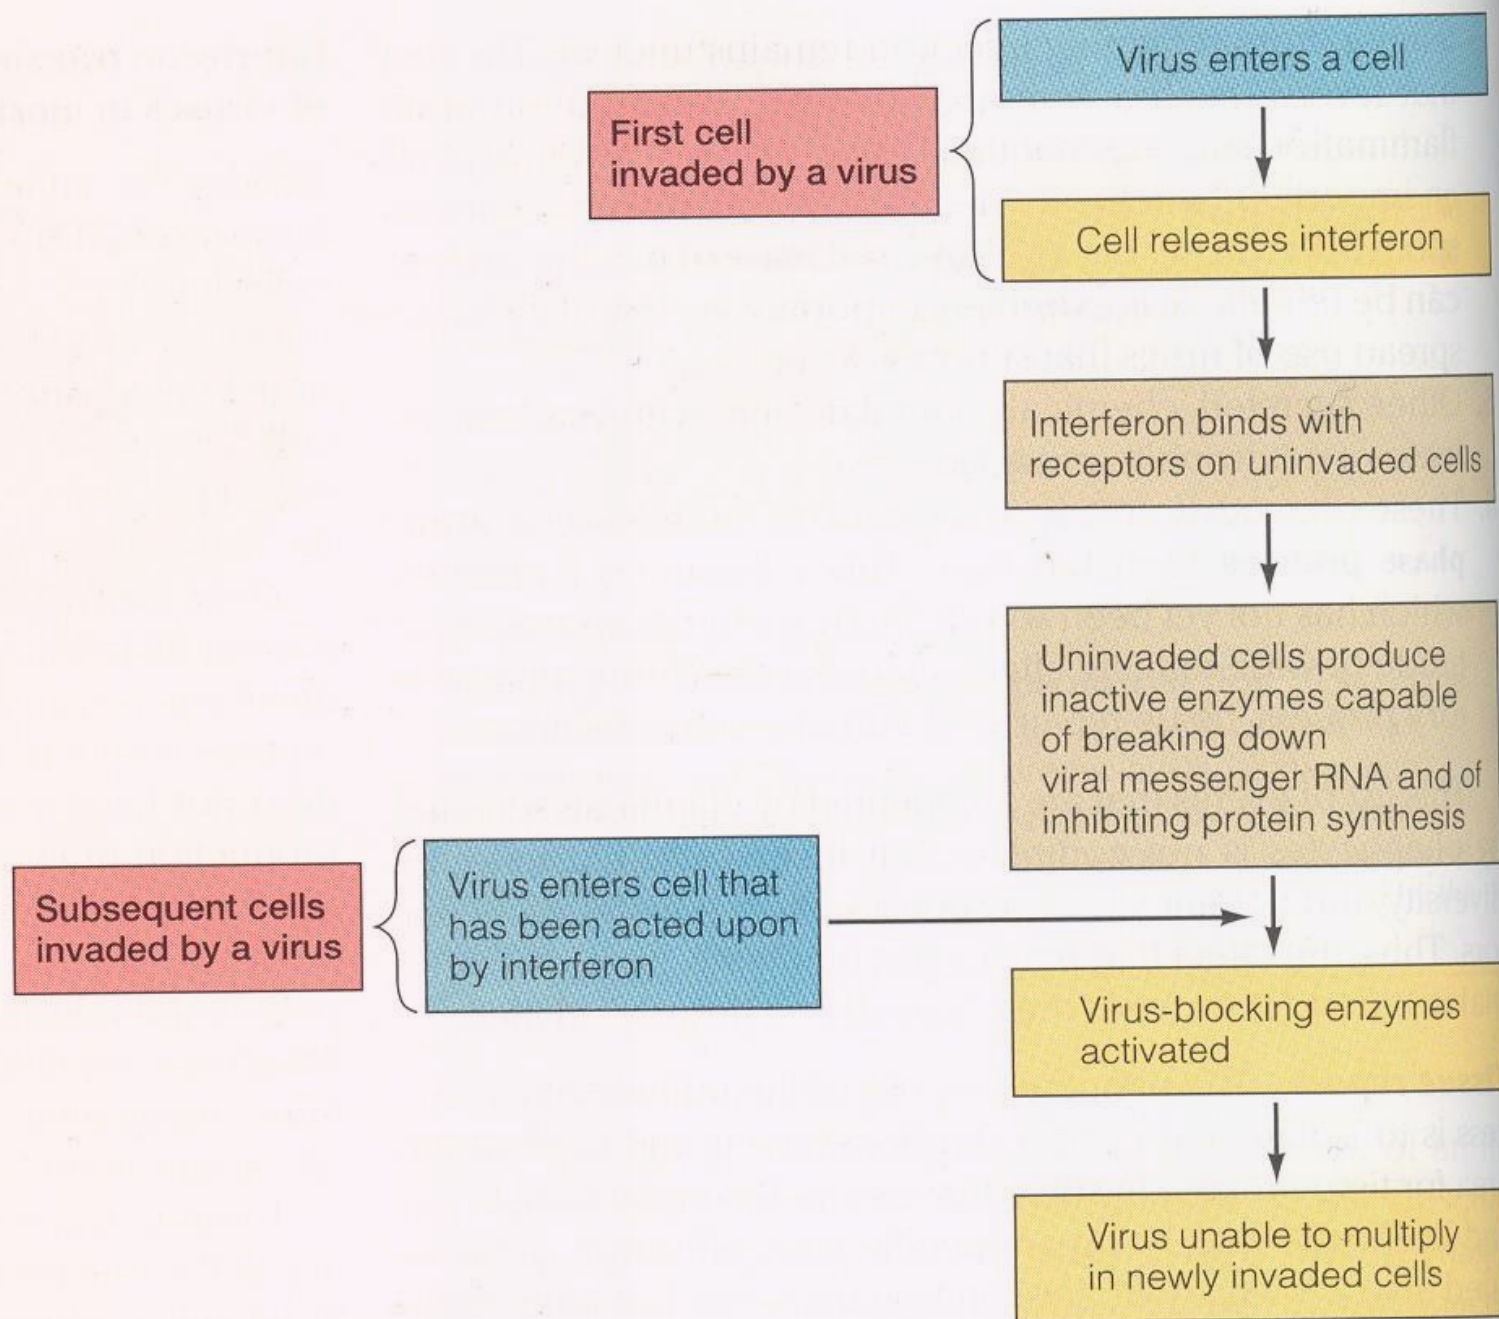 Virus enters a cell
First cell
invaded by a virus
Cell releases interferon
Interferon binds with
receptors on uninvaded cells
Uninvaded cells produce
inactive enzymes capable
of breaking down
viral messenger RNA and of
inhibiting protein synthesis
Subsequent cells
invaded by a virus
Virus enters cell that
has been acted upon
by interferon
Virus-blocking enzymes
activated
Virus unable to multiply
in newly invaded cells